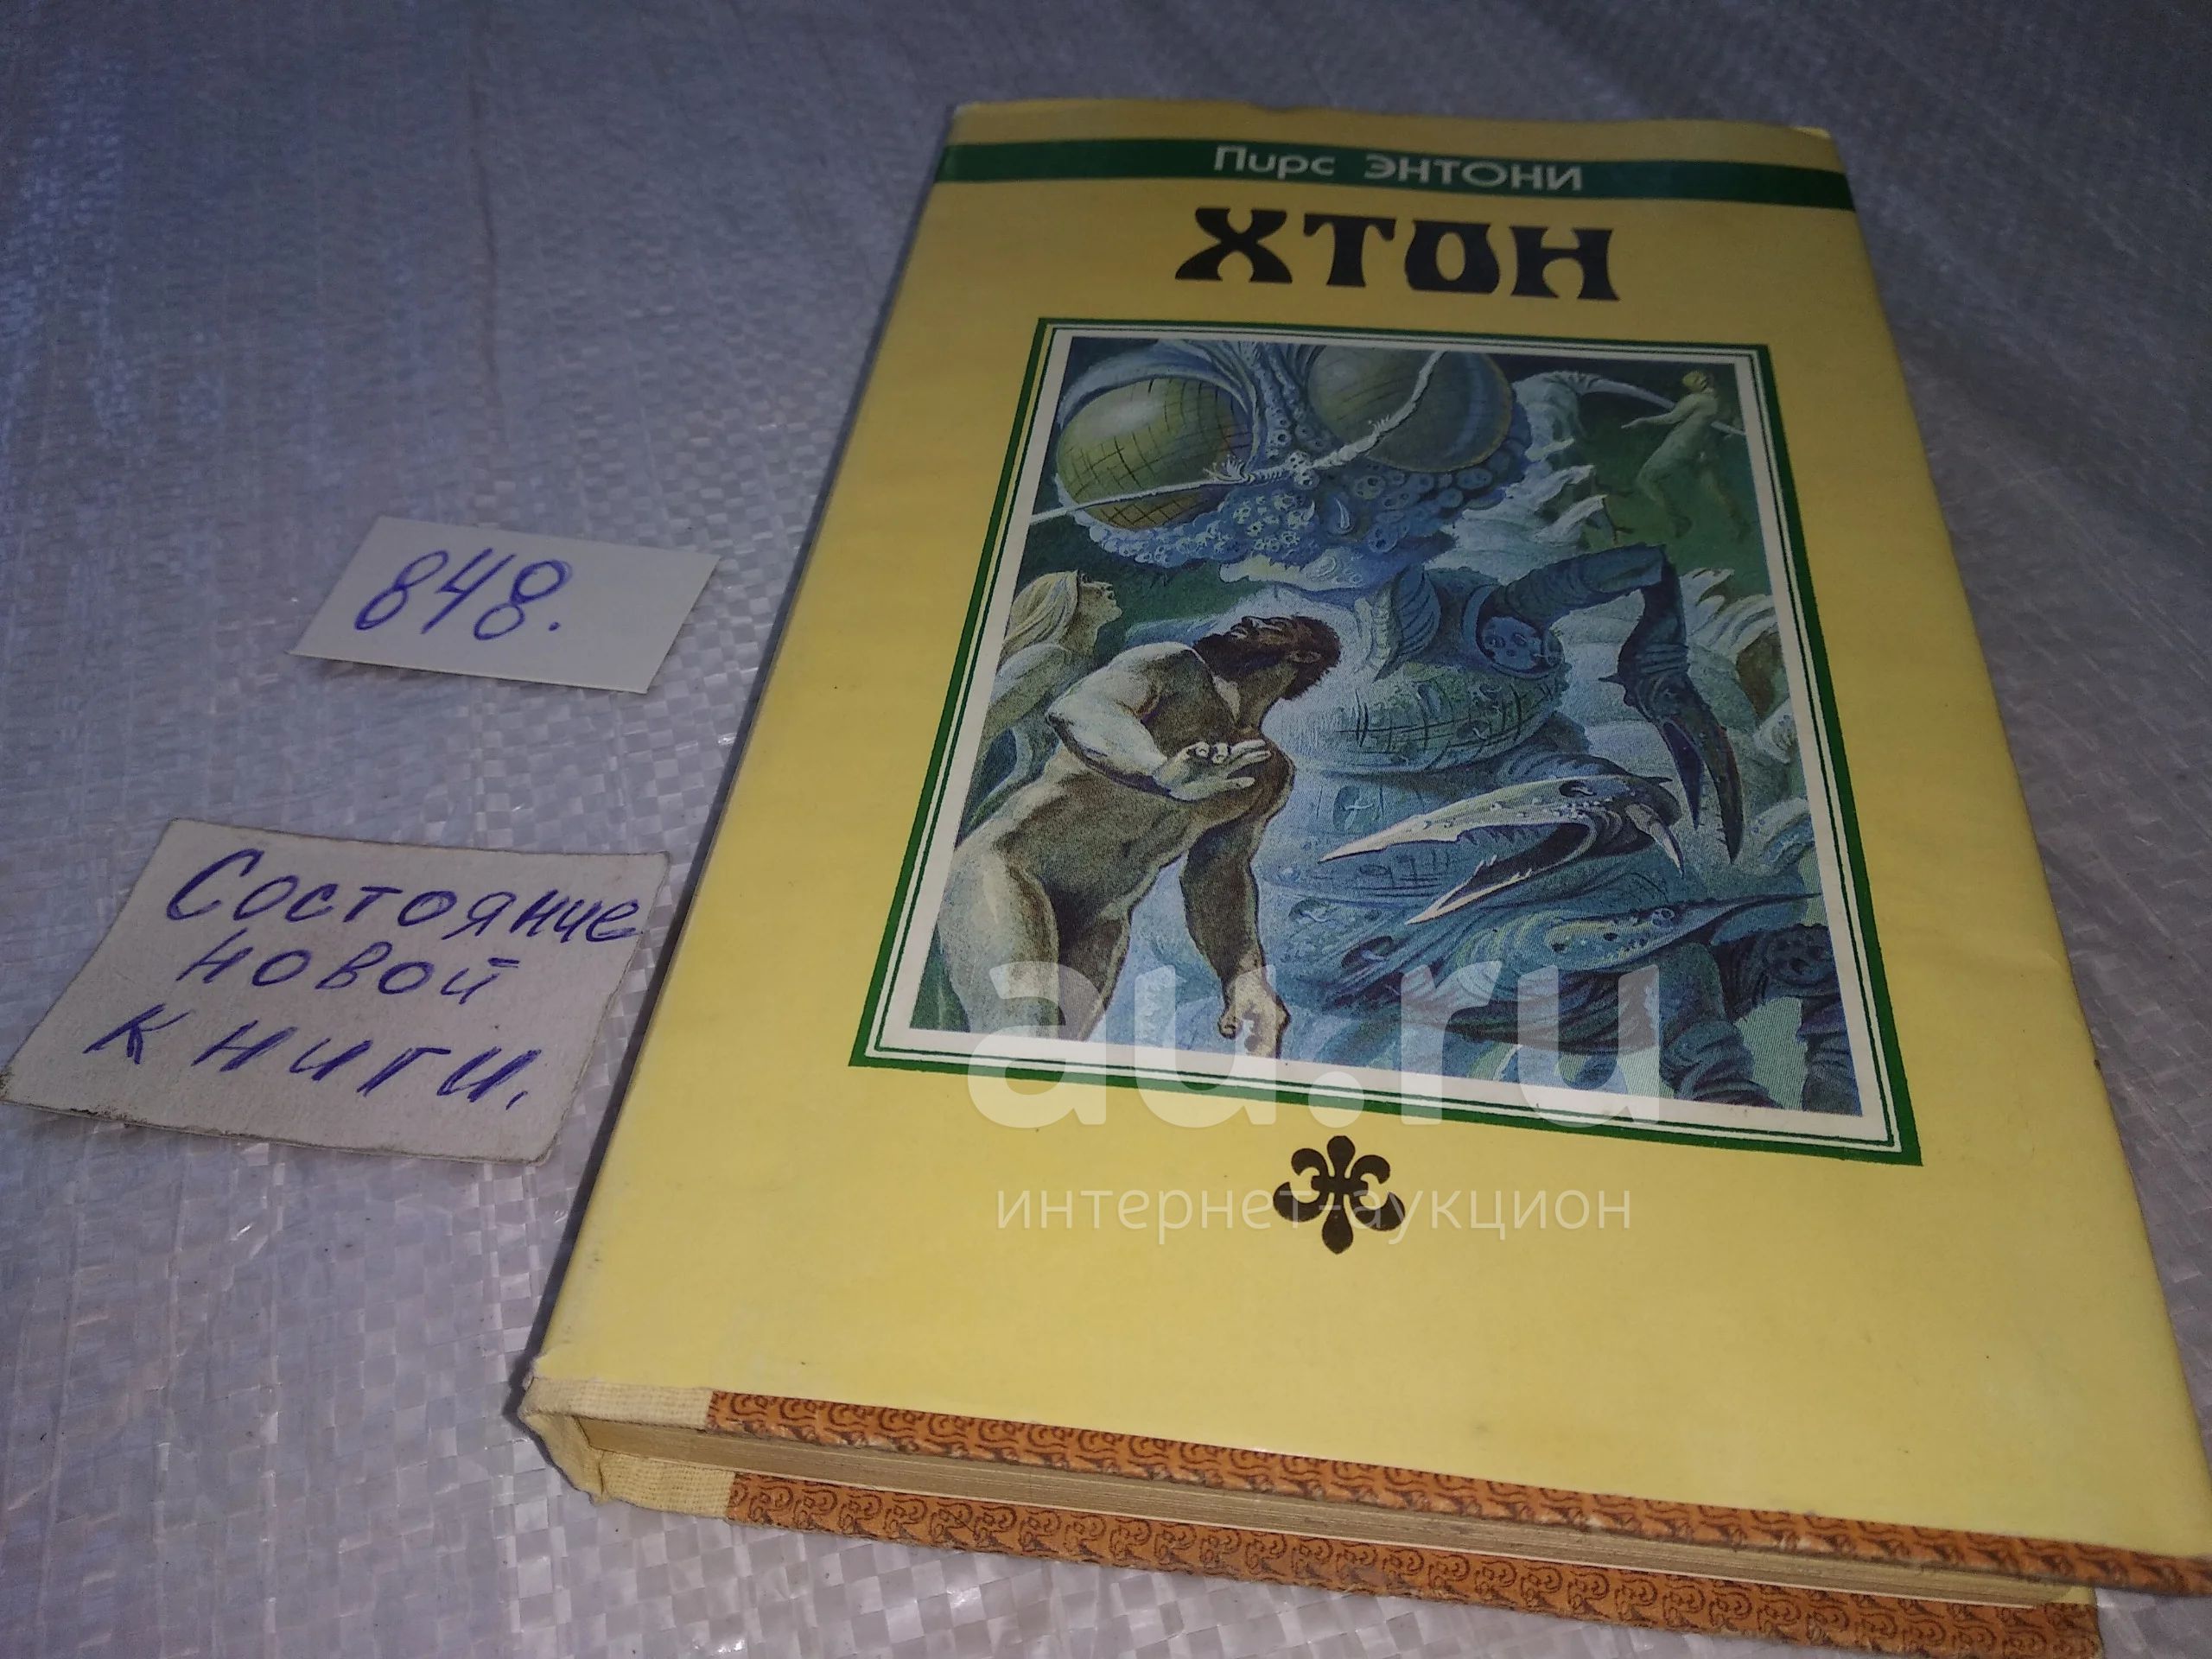 Пирс ЭНТОНИ
ХТОН
848.
Состояние
новой
книги.
au.ru
интернет-аукцион